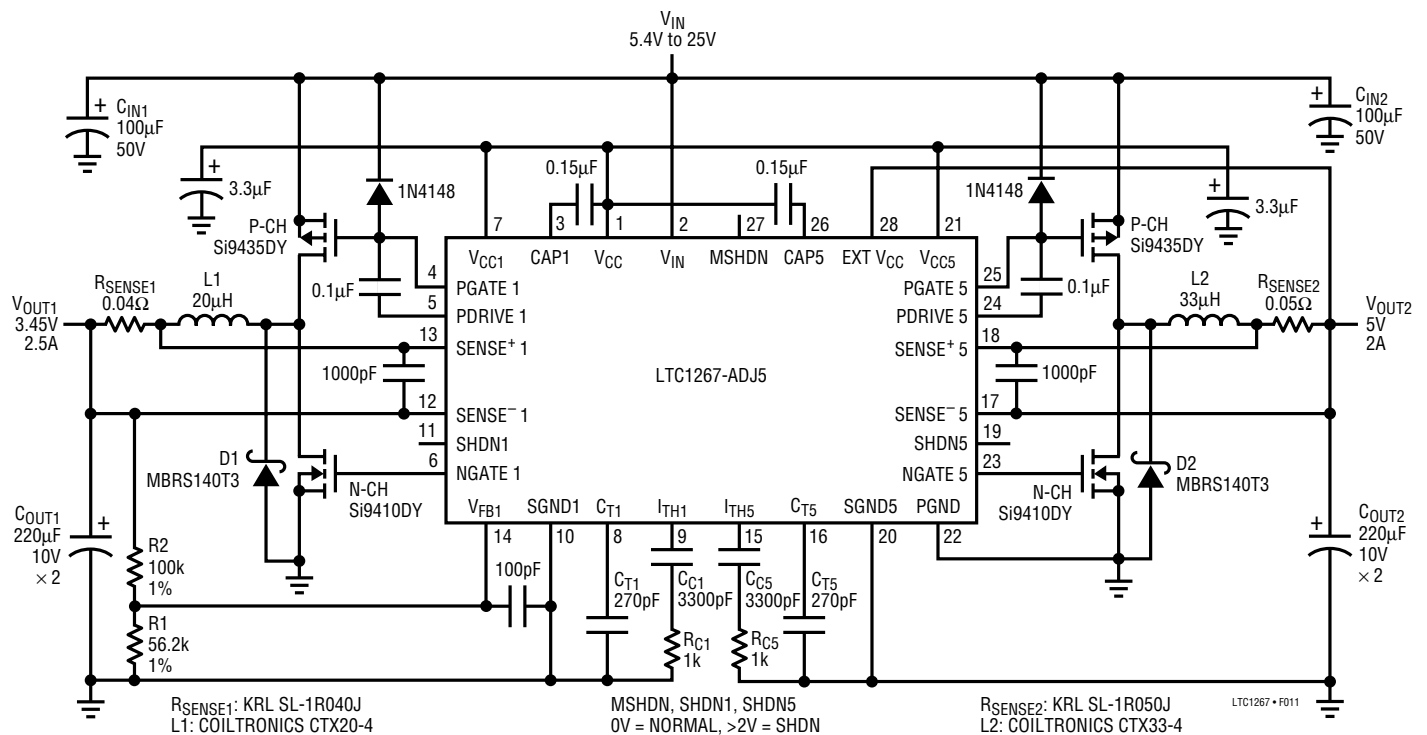 VIN
5.4V to 25V
+ CIN1
100µF
50V
+ CIN2
100µF
50V
+
3.3µF
1N4148
0.15µF
0.15µF
1N4148
+
3.3µF
P-CH
Si9435DY
P-CH
Si9435DY
7 3 1 2 27 26 28 21
VCC1 CAP1 VCC VIN MSHDN CAP5 EXT VCC VCC5
4 PGATE 1
PGATE 5 25
0.1µF
0.1µF
5 PDRIVE 1
PDRIVE 5 24
VOUT1
3.45V
2.5A
RSENSE1
0.04Ω
L1
20µH
L2
33µH
RSENSE2
0.05Ω
VOUT2
5V
2A
13 SENSE+ 1
SENSE+ 5 18
1000pF
LTC1267-ADJ5
1000pF
12 SENSE– 1
SENSE– 5 17
11 SHDN1
SHDN5 19
6 NGATE 1
NGATE 5 23
D1
MBRS140T3
N-CH
Si9410DY
N-CH
Si9410DY
D2
MBRS140T3
VFB1 SGND1 CT1 ITH1 ITH5 CT5 SGND5 PGND
14 10 8 9 15 16 20 22
COUT1
220µF
10V
× 2
+
R2
100k
1%
R1
56.2k
1%
100pF
CT1
270pF
CC1
3300pF
RC1
1k
CC5
3300pF
RC5
1k
CT5
270pF
+
COUT2
220µF
10V
× 2
RSENSE1: KRL SL-1R040J
L1: COILTRONICS CTX20-4
MSHDN, SHDN1, SHDN5
0V = NORMAL, >2V = SHDN
RSENSE2: KRL SL-1R050J
L2: COILTRONICS CTX33-4
LTC1267 • F011